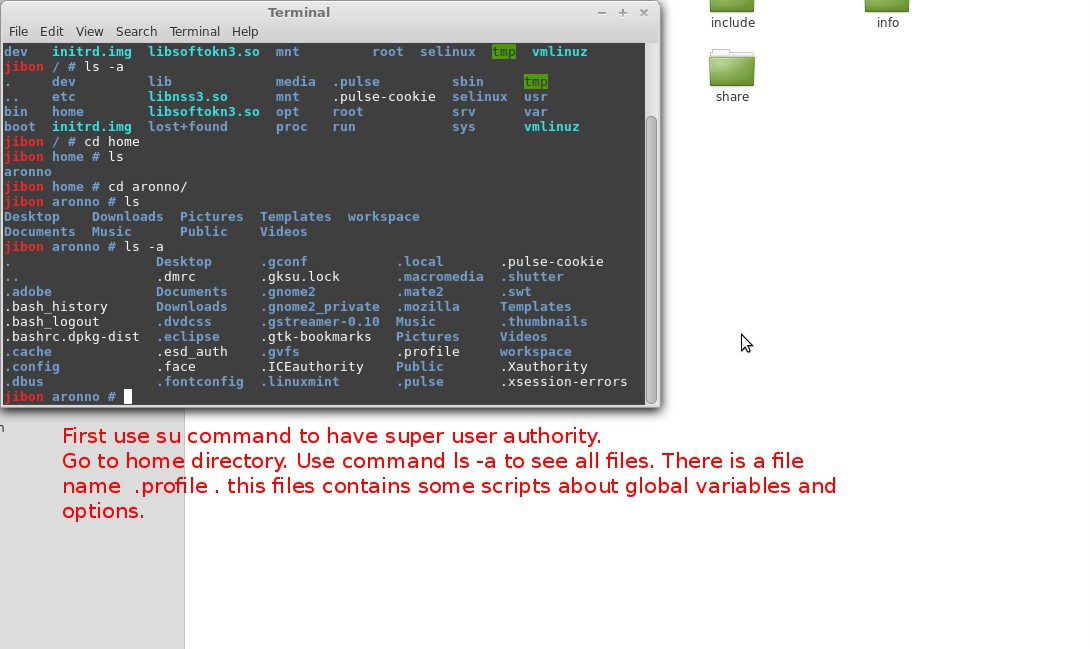 Terminal
File Edit View Search Terminal Help
include info
dev initrd.img libsoftokn3.so mnt root selinux tmp vmlinuz
jibon / # ls -a
. dev lib media .pulse sbin tmp
.. etc libnss3.so mnt .pulse-cookie selinux usr
bin home libsoftokn3.so opt root srv var
boot initrd.img lost+found proc run sys vmlinuz
share
jibon / # cd home
jibon home # ls
aronno
jibon home # cd aronno/
jibon aronno # ls
Desktop Downloads Pictures Templates workspace
Documents Music Public Videos
jibon aronno # ls -a
. Desktop .gconf .local .pulse-cookie
.. .dmrc .gksu.lock .macromedia .shutter
.adobe Documents .gnome2 .mate2 .swt
.bash_history Downloads .gnome2_private .mozilla Templates
.bash_logout .dvdcss .gstreamer-0.10 Music .thumbnails
.bashrc.dpkg-dist .eclipse .gtk-bookmarks Pictures Videos
.cache .esd_auth .gvfs .profile workspace
.config .face .ICEauthority Public .Xauthority
.dbus .fontconfig .linuxmint .pulse .xsession-errors
jibon aronno #
First use su command to have super user authority.
Go to home directory. Use command ls -a to see all files. There is a file
name .profile . this files contains some scripts about global variables and
options.